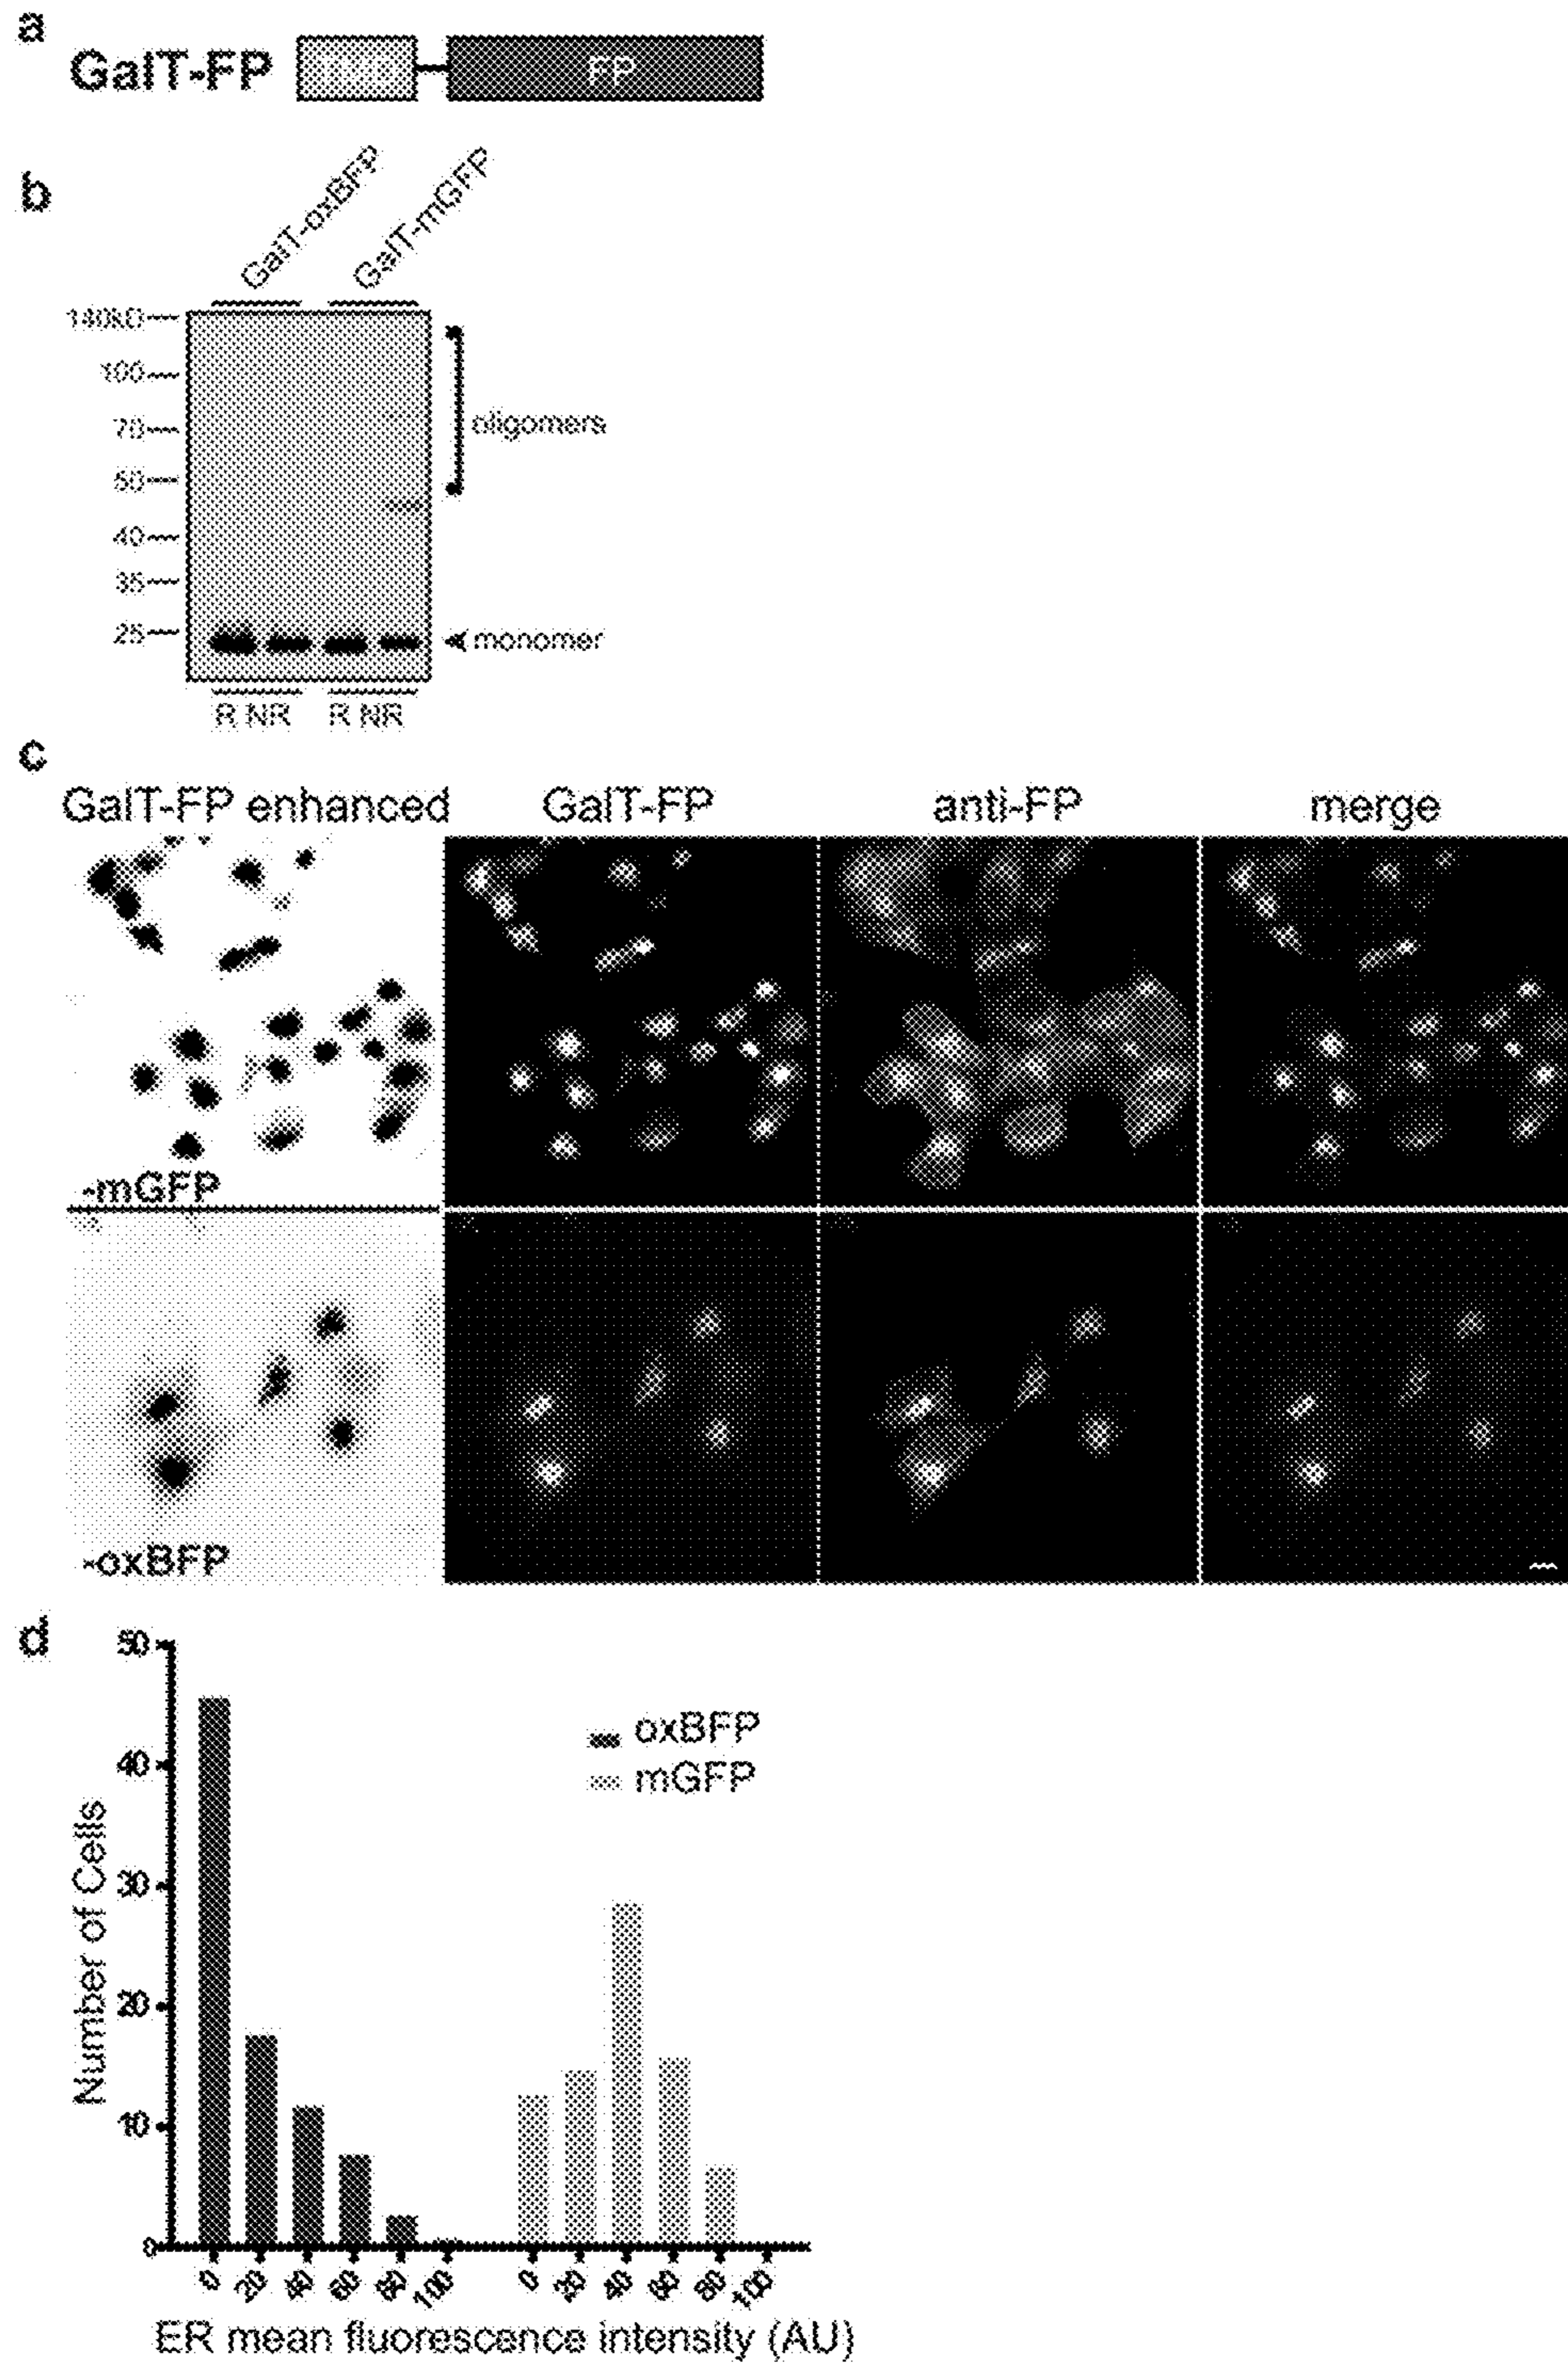 a
GalT-FP
FP
b
GalT-oxBFP
GalT-mGFP
140kD
100
70
50
40
35
25
oligomers
monomer
R NR R NR
c
GalT-FP enhanced GalT-FP anti-FP merge
-mGFP
-oxBFP
d
50
40
30
20
10
0
Number of Cells
oxBFP
mGFP
0 20 40 60 80 100 0 20 40 60 80 100
ER mean fluorescence intensity (AU)